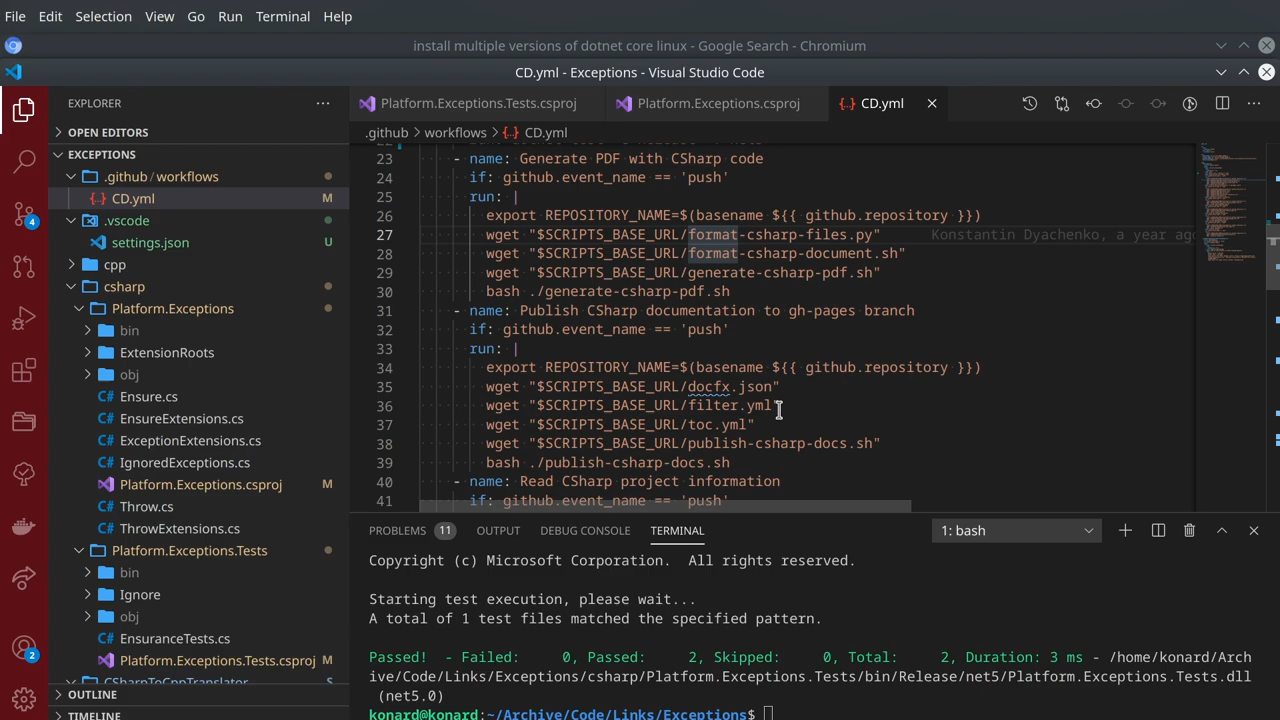 File Edit Selection View Go Run Terminal Help
install multiple versions of dotnet core linux - Google Search - Chromium
CD.yml - Exceptions - Visual Studio Code
EXPLORER
Platform.Exceptions.Tests.csproj Platform.Exceptions.csproj CD.yml
OPEN EDITORS
.github workflows CD.yml
EXCEPTIONS
.github/workflows
CD.yml M
.vscode
settings.json U
cpp
csharp
Platform.Exceptions
bin
ExtensionRoots
obj
Ensure.cs
EnsureExtensions.cs
ExceptionExtensions.cs
IgnoredExceptions.cs
Platform.Exceptions.csproj M
Throw.cs
ThrowExtensions.cs
Platform.Exceptions.Tests
bin
Ignore
obj
EnsuranceTests.cs
Platform.Exceptions.Tests.csproj M
CSharpToCppTranslator S
OUTLINE
TIMELINE
4
2
23 - name: Generate PDF with CSharp code
24 if: github.event_name == 'push'
25 run: |
26 export REPOSITORY_NAME=$(basename ${{ github.repository }})
27 wget "$SCRIPTS_BASE_URL/format-csharp-files.py" Konstantin Dyachenko, a year ago
28 wget "$SCRIPTS_BASE_URL/format-csharp-document.sh"
29 wget "$SCRIPTS_BASE_URL/generate-csharp-pdf.sh"
30 bash ./generate-csharp-pdf.sh
31 - name: Publish CSharp documentation to gh-pages branch
32 if: github.event_name == 'push'
33 run: |
34 export REPOSITORY_NAME=$(basename ${{ github.repository }})
35 wget "$SCRIPTS_BASE_URL/docfx.json"
36 wget "$SCRIPTS_BASE_URL/filter.yml"
37 wget "$SCRIPTS_BASE_URL/toc.yml"
38 wget "$SCRIPTS_BASE_URL/publish-csharp-docs.sh"
39 bash ./publish-csharp-docs.sh
40 - name: Read CSharp project information
41 if: github.event_name == 'push'
PROBLEMS 11 OUTPUT DEBUG CONSOLE TERMINAL 1: bash
Copyright (c) Microsoft Corporation. All rights reserved.
Starting test execution, please wait...
A total of 1 test files matched the specified pattern.
Passed! - Failed: 0, Passed: 2, Skipped: 0, Total: 2, Duration: 3 ms - /home/konard/Arch
ive/Code/Links/Exceptions/csharp/Platform.Exceptions.Tests/bin/Release/net5/Platform.Exceptions.Tests.dll
(net5.0)
konard@konard:~/Archive/Code/Links/Exceptions$